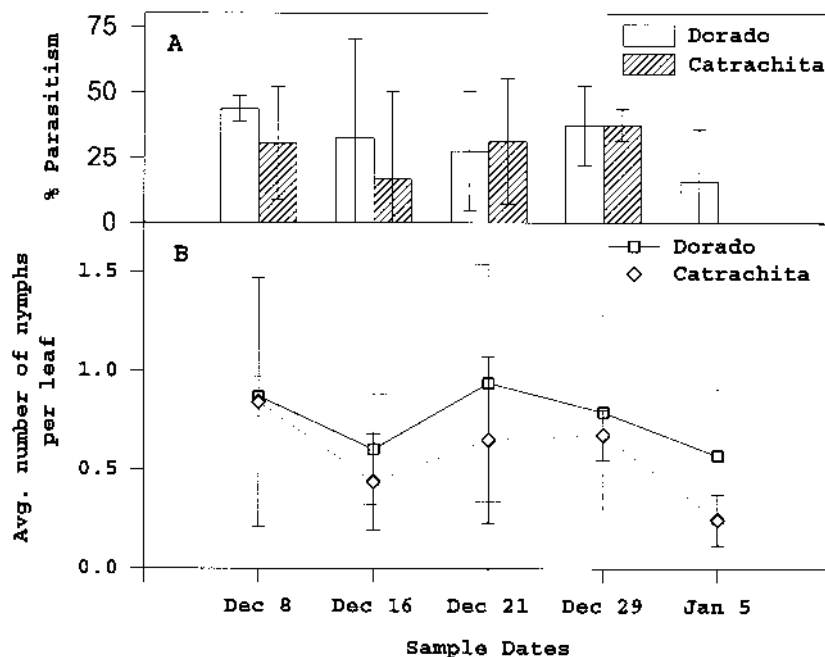 75
50
25
0
% Parasitism
A
Dorado
Catrachita
1.5
1.0
0.5
0.0
Avg. number of nymphs
per leaf
B
Dorado
Catrachita
Dec 8
Dec 16
Dec 21
Dec 29
Jan 5
Sample Dates